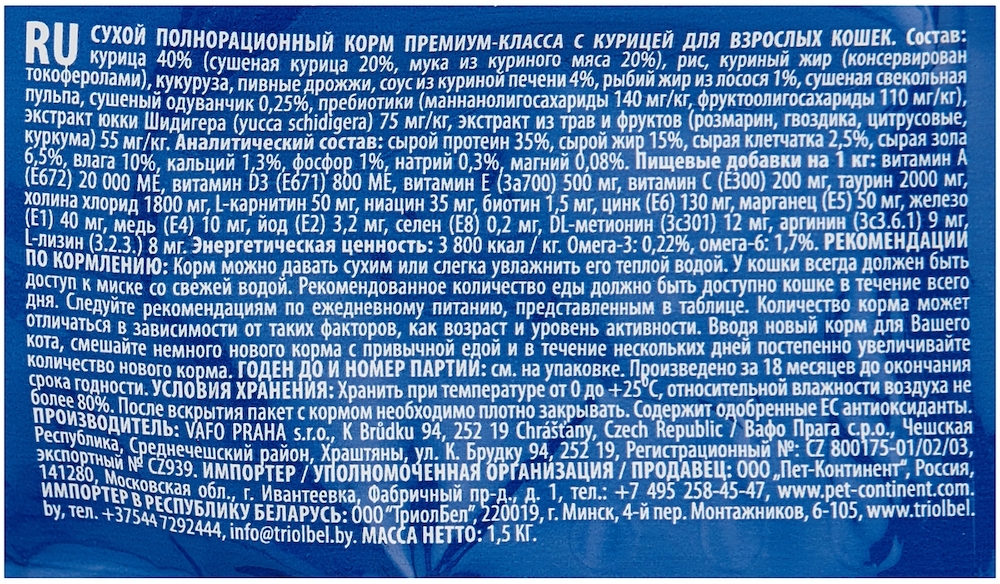 RU СУХОЙ ПОЛНОРАЦИОННЫЙ КОРМ ПРЕМИУМ-КЛАССА С КУРИЦЕЙ ДЛЯ ВЗРОСЛЫХ КОШЕК. Состав:
курица 40% (сушеная курица 20%, мука из куриного мяса 20%), рис, куриный жир (консервирован
токоферолами), кукуруза, пивные дрожжи, соус из куриной печени 4%, рыбий жир из лосося 1%, сушеная свекольная
пульпа, сушеный одуванчик 0,25%, пребиотики (маннанолигосахариды 140 мг/кг, фруктоолигосахариды 110 мг/кг),
экстракт юкки Шидигера (yucca schidigera) 75 мг/кг, экстракт из трав и фруктов (розмарин, гвоздика, цитрусовые,
куркума) 55 мг/кг. Аналитический состав: сырой протеин 35%, сырой жир 15%, сырая клетчатка 2,5%, сырая зола
6,5%, влага 10%, кальций 1,3%, фосфор 1%, натрий 0,3%, магний 0,08%. Пищевые добавки на 1 кг: витамин А
(Е672) 20 000 МЕ, витамин D3 (Е671) 800 МЕ, витамин Е (3а700) 500 мг, витамин С (Е300) 200 мг, таурин 2000 мг,
холина хлорид 1800 мг, L-карнитин 50 мг, ниацин 35 мг, биотин 1,5 мг, цинк (Е6) 130 мг, марганец (Е5) 50 мг, железо
(Е1) 40 мг, медь (Е4) 10 мг, йод (Е2) 3,2 мг, селен (Е8) 0,2 мг, DL-метионин (3с301) 12 мг, аргинин (3с3.6.1) 9 мг,
L-лизин (3.2.3.) 8 мг. Энергетическая ценность: 3 800 ккал / кг. Омега-3: 0,22%, омега-6: 1,7%. РЕКОМЕНДАЦИИ
ПО КОРМЛЕНИЮ: Корм можно давать сухим или слегка увлажнить его теплой водой. У кошки всегда должен быть
доступ к миске со свежей водой. Рекомендованное количество еды должно быть доступно кошке в течение всего
дня. Следуйте рекомендациям по ежедневному питанию, представленным в таблице. Количество корма может
отличаться в зависимости от таких факторов, как возраст и уровень активности. Вводя новый корм для Вашего
кота, смешайте немного нового корма с привычной едой и в течение нескольких дней постепенно увеличивайте
количество нового корма. ГОДЕН ДО И НОМЕР ПАРТИИ: см. на упаковке. Произведено за 18 месяцев до окончания
срока годности. УСЛОВИЯ ХРАНЕНИЯ: Хранить при температуре от 0 до +25⁰С, относительной влажности воздуха не
более 80%. После вскрытия пакет с кормом необходимо плотно закрывать. Содержит одобренные ЕС антиоксиданты.
ПРОИЗВОДИТЕЛЬ: VAFO PRAHA s.r.o., K Brůdku 94, 252 19 Chrášťany, Czech Republic / Вафо Прага с.р.о., Чешская
Республика, Среднечешский район, Храштяны, ул. К. Брудку 94, 252 19, Регистрационный №: CZ 800175-01/02/03,
экспортный № CZ939. ИМПОРТЕР / УПОЛНОМОЧЕННАЯ ОРГАНИЗАЦИЯ / ПРОДАВЕЦ: ООО „Пет-Континент", Россия,
141280, Московская обл., г. Ивантеевка, Фабричный пр-д., д. 1, тел.: +7 495 258-45-47, www.pet-continent.com.
ИМПОРТЕР В РЕСПУБЛИКУ БЕЛАРУСЬ: ООО "ТриолБел", 220019, г. Минск, 4-й пер. Монтажников, 6-105, www.triolbel.
by, тел. +37544 7292444, info@triolbel.by. МАССА НЕТТО: 1,5 КГ.